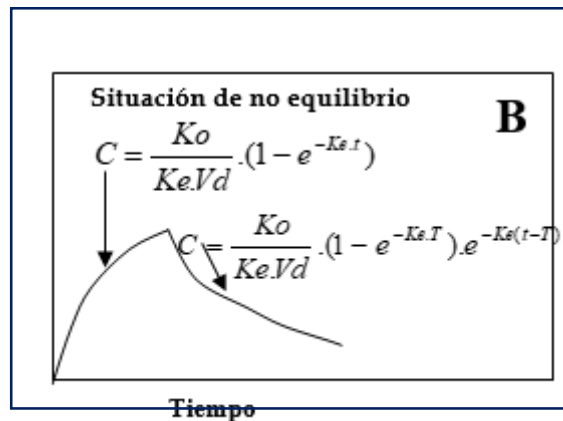 Situación de no equilibrio
B
C = Ko / Ke.Vd .(1 − e^−Ke.t)
C = Ko / Ke.Vd .(1 − e^−Ke.T).e^−Ke(t−T)
Tiempo